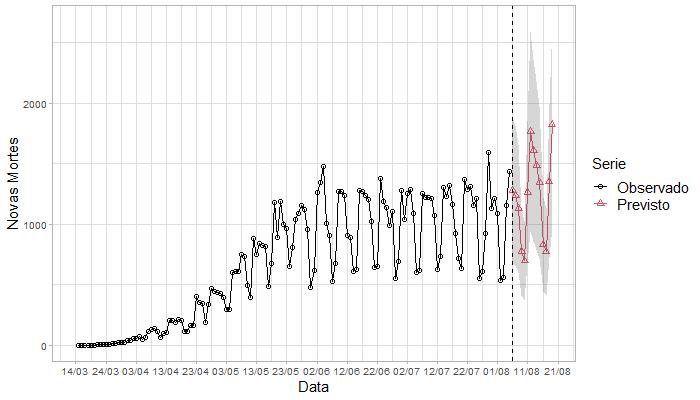 Novas Mortes
2000
1000
0
14/03 24/03 03/04 13/04 23/04 03/05 13/05 23/05 02/06 12/06 22/06 02/07 12/07 22/07 01/08 11/08 21/08
Data
Serie
Observado
Previsto